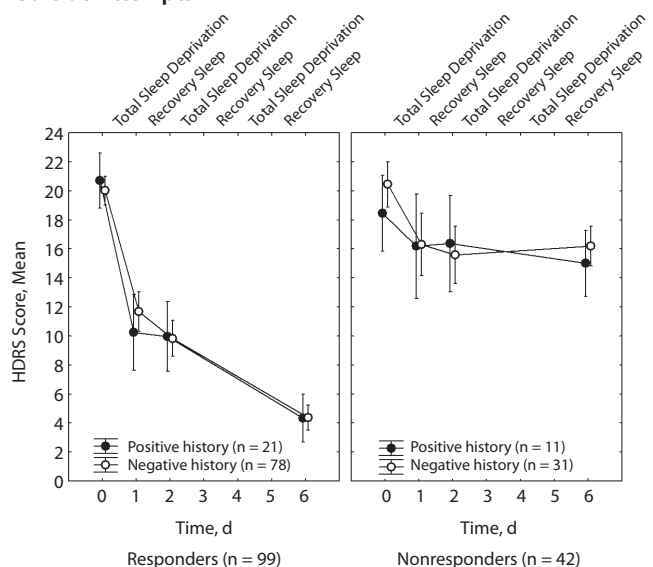 Total Sleep Deprivation
Recovery Sleep
Total Sleep Deprivation
Recovery Sleep
Total Sleep Deprivation
Recovery Sleep
Total Sleep Deprivation
Recovery Sleep
Total Sleep Deprivation
Recovery Sleep
Total Sleep Deprivation
Recovery Sleep
24
22
20
18
16
14
12
10
8
6
4
2
0
HDRS Score, Mean
Positive history (n = 21)
Negative history (n = 78)
Positive history (n = 11)
Negative history (n = 31)
0 1 2 3 4 5 6
0 1 2 3 4 5 6
Time, d
Time, d
Responders (n = 99)
Nonresponders (n = 42)